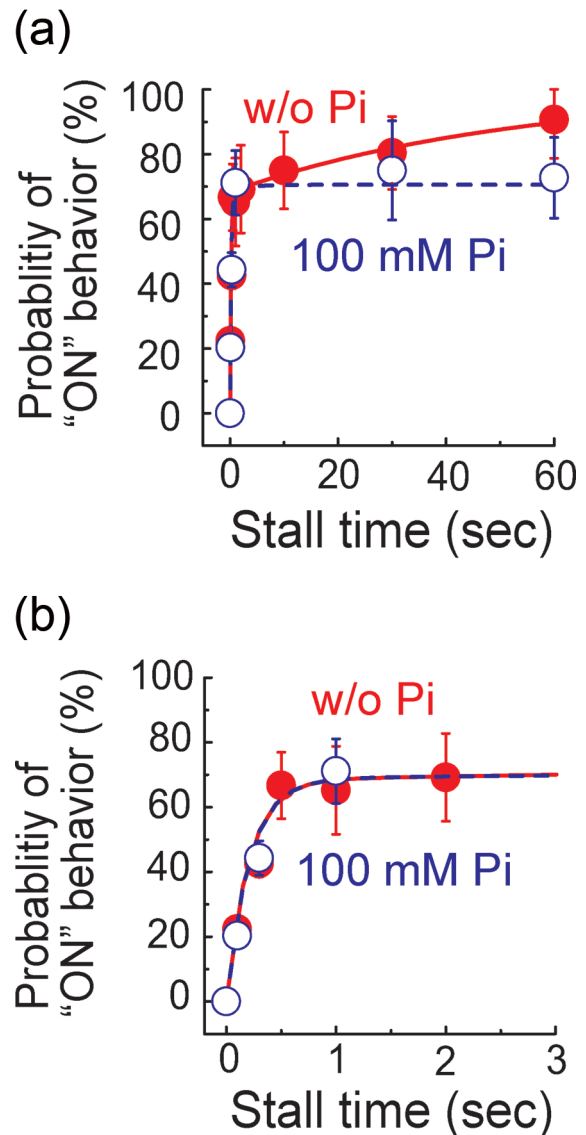 (a)
100
80
60
40
20
0
Probablitiy of
“ON” behavior (%)
w/o Pi
100 mM Pi
0 20 40 60
Stall time (sec)
(b)
100
80
60
40
20
0
Probablitiy of
“ON” behavior (%)
w/o Pi
100 mM Pi
0 1 2 3
Stall time (sec)